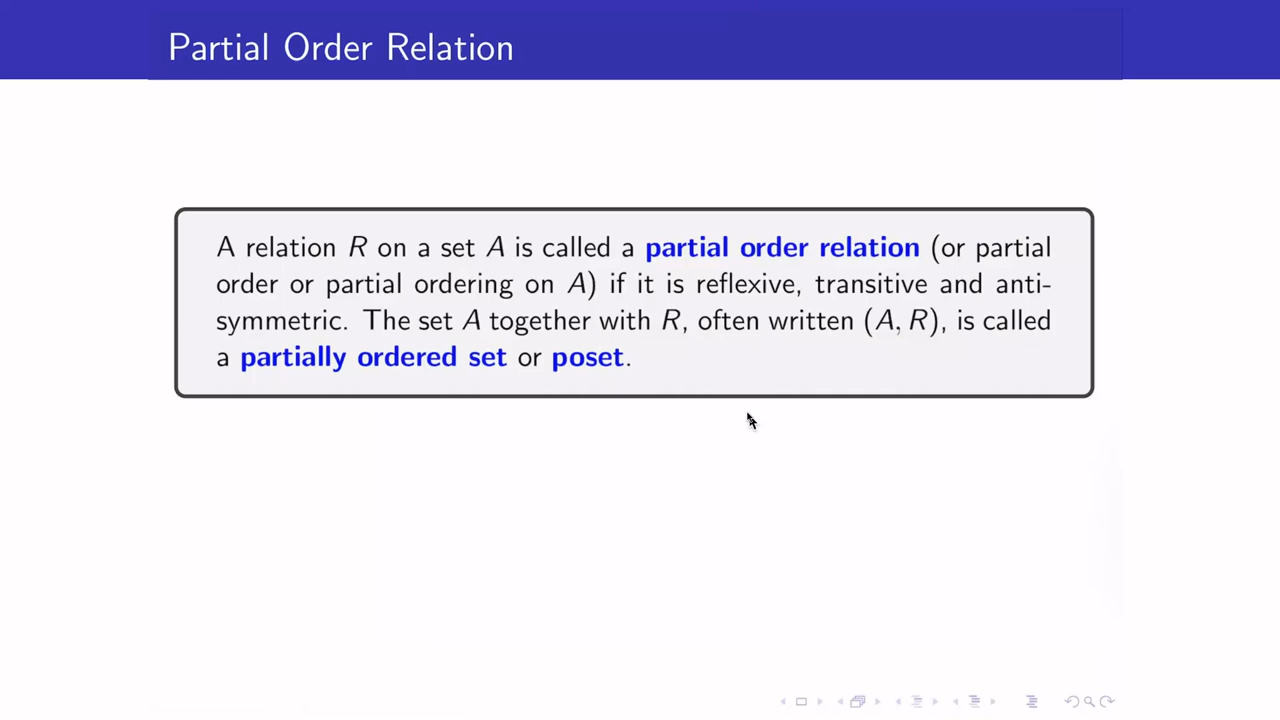 Partial Order Relation
A relation R on a set A is called a partial order relation (or partial
order or partial ordering on A) if it is reflexive, transitive and anti-
symmetric. The set A together with R, often written (A, R), is called
a partially ordered set or poset.